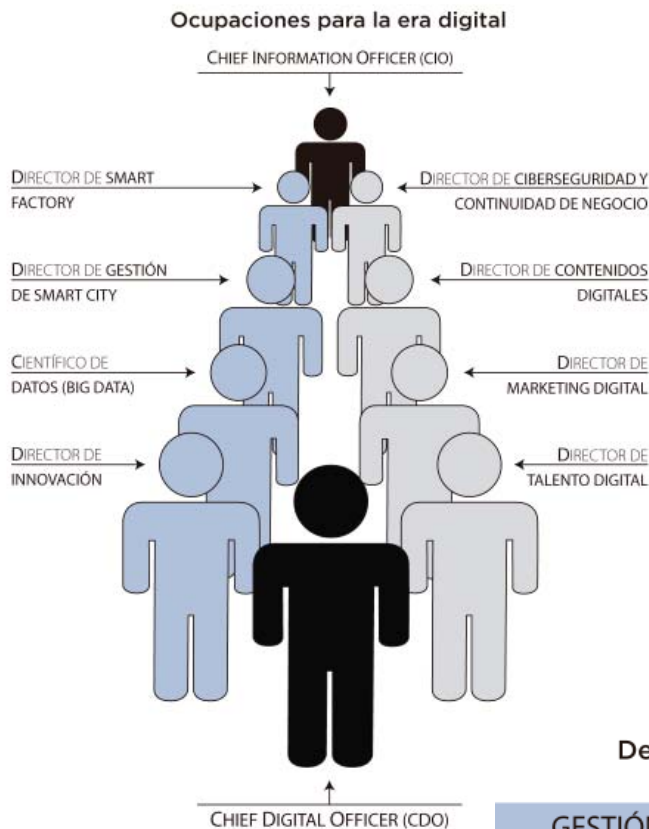 Ocupaciones para la era digital
CHIEF INFORMATION OFFICER (CIO)
DIRECTOR DE SMART
FACTORY
DIRECTOR DE CIBERSEGURIDAD Y
CONTINUIDAD DE NEGOCIO
DIRECTOR DE GESTIÓN
DE SMART CITY
DIRECTOR DE CONTENIDOS
DIGITALES
CIENTÍFICO DE
DATOS (BIG DATA)
DIRECTOR DE
MARKETING DIGITAL
DIRECTOR DE
INNOVACIÓN
DIRECTOR DE
TALENTO DIGITAL
De
CHIEF DIGITAL OFFICER (CDO)
GESTIÓN